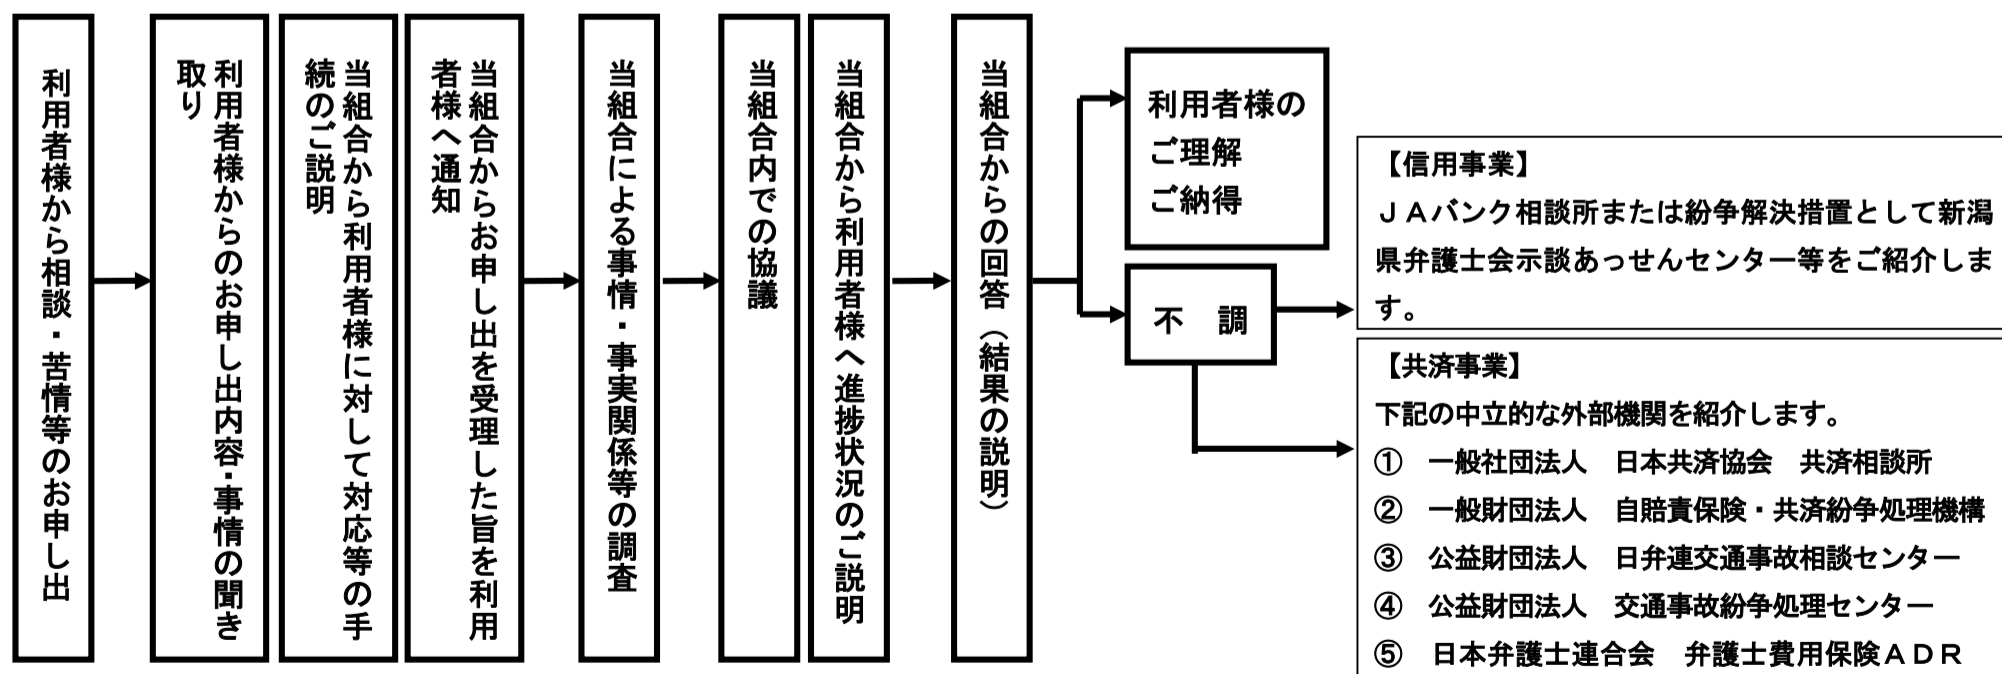 利用者様から相談・苦情等のお申し出
利用者様からのお申し出内容・事情の聞き
取り
当組合から利用者様に対して対応等の手
続のご説明
当組合からお申し出を受理した旨を利用
者様へ通知
当組合による事情・事実関係等の調査
当組合内での協議
当組合から利用者様へ進捗状況のご説明
当組合からの回答（結果の説明）
利用者様の
ご理解
ご納得
不　調
【信用事業】
ＪＡバンク相談所または紛争解決措置として新潟
県弁護士会示談あっせんセンター等をご紹介しま
す。
【共済事業】
下記の中立的な外部機関を紹介します。
①　一般社団法人　日本共済協会　共済相談所
②　一般財団法人　自賠責保険・共済紛争処理機構
③　公益財団法人　日弁連交通事故相談センター
④　公益財団法人　交通事故紛争処理センター
⑤　日本弁護士連合会　弁護士費用保険ＡＤＲ